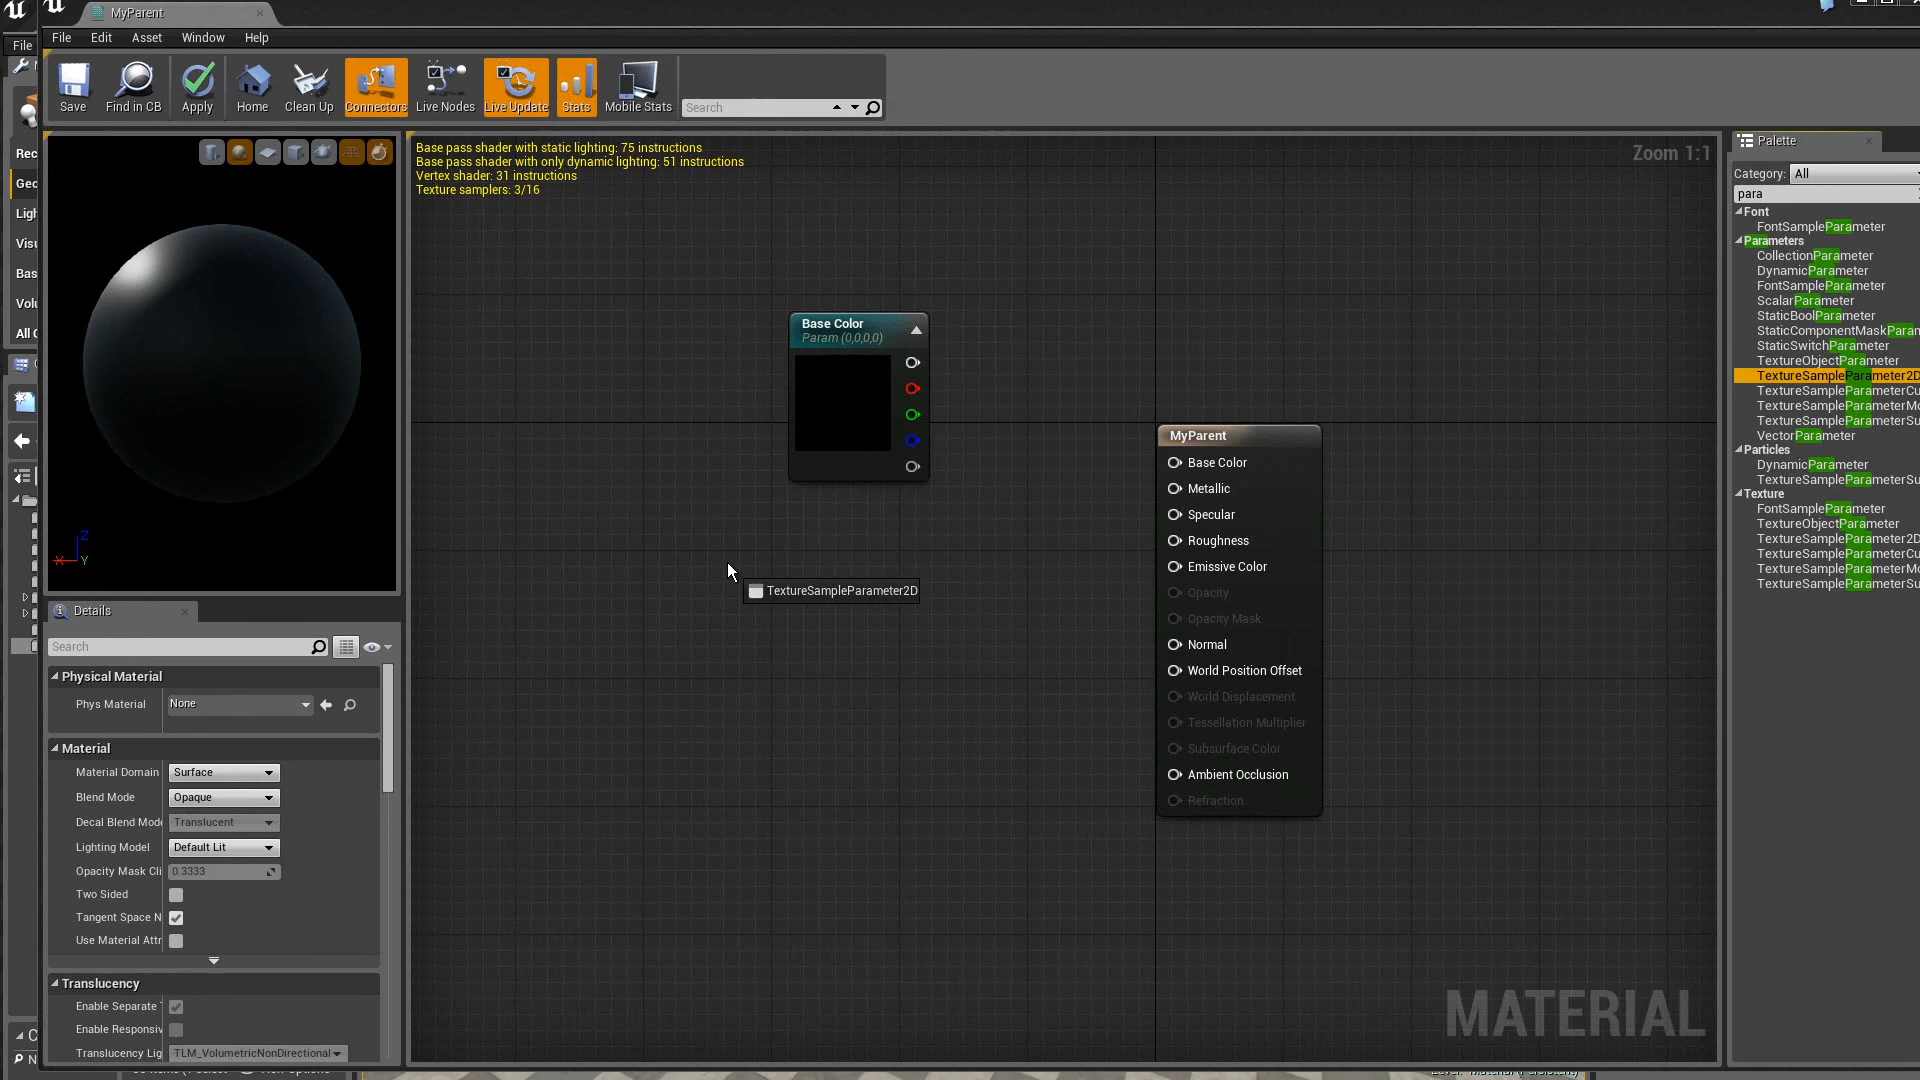 MyParent
File Edit Asset Window Help
File
Save
Find in CB
Apply
Home
Clean Up
Connectors
Live Nodes
Live Update
Stats
Mobile Stats
Search
Rec
Geo
Ligh
Visu
Bas
Volu
All C
Base pass shader with static lighting: 75 instructions
Base pass shader with only dynamic lighting: 51 instructions
Vertex shader: 31 instructions
Texture samplers: 3/16
Zoom 1:1
Z
X
Y
Base Color
Param (0,0,0,0)
TextureSampleParameter2D
MyParent
Base Color
Metallic
Specular
Roughness
Emissive Color
Opacity
Opacity Mask
Normal
World Position Offset
World Displacement
Tessellation Multiplier
Subsurface Color
Ambient Occlusion
Refraction
MATERIAL
Details
Search
Physical Material
Phys Material None
Material
Material Domain Surface
Blend Mode Opaque
Decal Blend Mode Translucent
Lighting Model Default Lit
Opacity Mask Cli 0.3333
Two Sided
Tangent Space N
Use Material Attr
Translucency
Enable Separate T
Enable Responsiv
Translucency Lig TLM_VolumetricNonDirectional
Palette
Category: All
para
Font
FontSampleParameter
Parameters
CollectionParameter
DynamicParameter
FontSampleParameter
ScalarParameter
StaticBoolParameter
StaticComponentMaskParam
StaticSwitchParameter
TextureObjectParameter
TextureSampleParameter2D
TextureSampleParameterCu
TextureSampleParameterMo
TextureSampleParameterSu
VectorParameter
Particles
DynamicParameter
TextureSampleParameterSu
Texture
FontSampleParameter
TextureObjectParameter
TextureSampleParameter2D
TextureSampleParameterCu
TextureSampleParameterMo
TextureSampleParameterSu